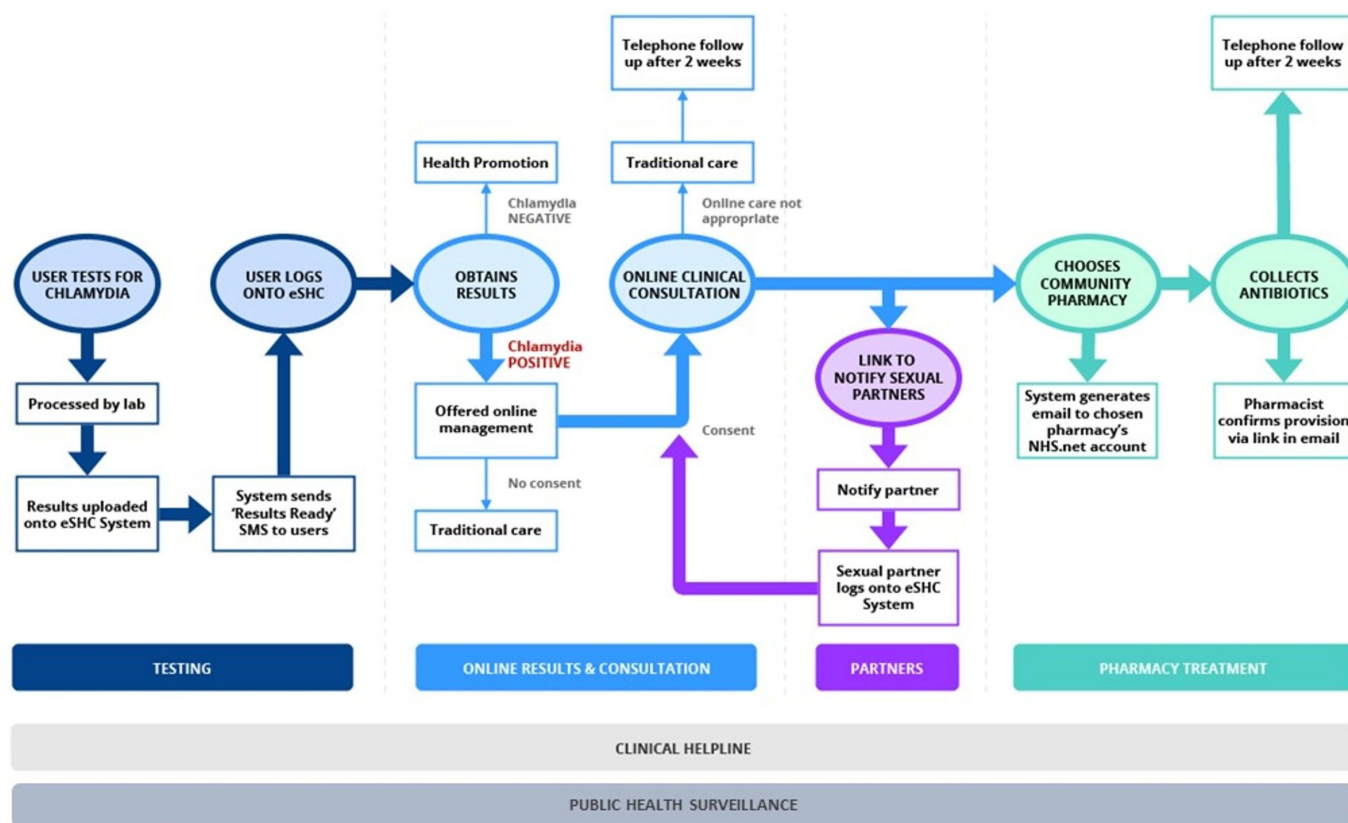 USER TESTS FOR
CHLAMYDIA
Processed by lab
Results uploaded
onto eSHC System
USER LOGS
ONTO eSHC
System sends
‘Results Ready’
SMS to users
Health Promotion
Chlamydia
NEGATIVE
OBTAINS
RESULTS
Chlamydia
POSITIVE
Offered online
management
No consent
Traditional care
Telephone follow
up after 2 weeks
Traditional care
Online care not
appropriate
ONLINE CLINICAL
CONSULTATION
Consent
LINK TO
NOTIFY SEXUAL
PARTNERS
Notify partner
Sexual partner
logs onto eSHC
System
CHOOSES
COMMUNITY
PHARMACY
System generates
email to chosen
pharmacy’s
NHS.net account
Telephone follow
up after 2 weeks
COLLECTS
ANTIBIOTICS
Pharmacist
confirms provision
via link in email
TESTING
ONLINE RESULTS & CONSULTATION
PARTNERS
PHARMACY TREATMENT
CLINICAL HELPLINE
PUBLIC HEALTH SURVEILLANCE